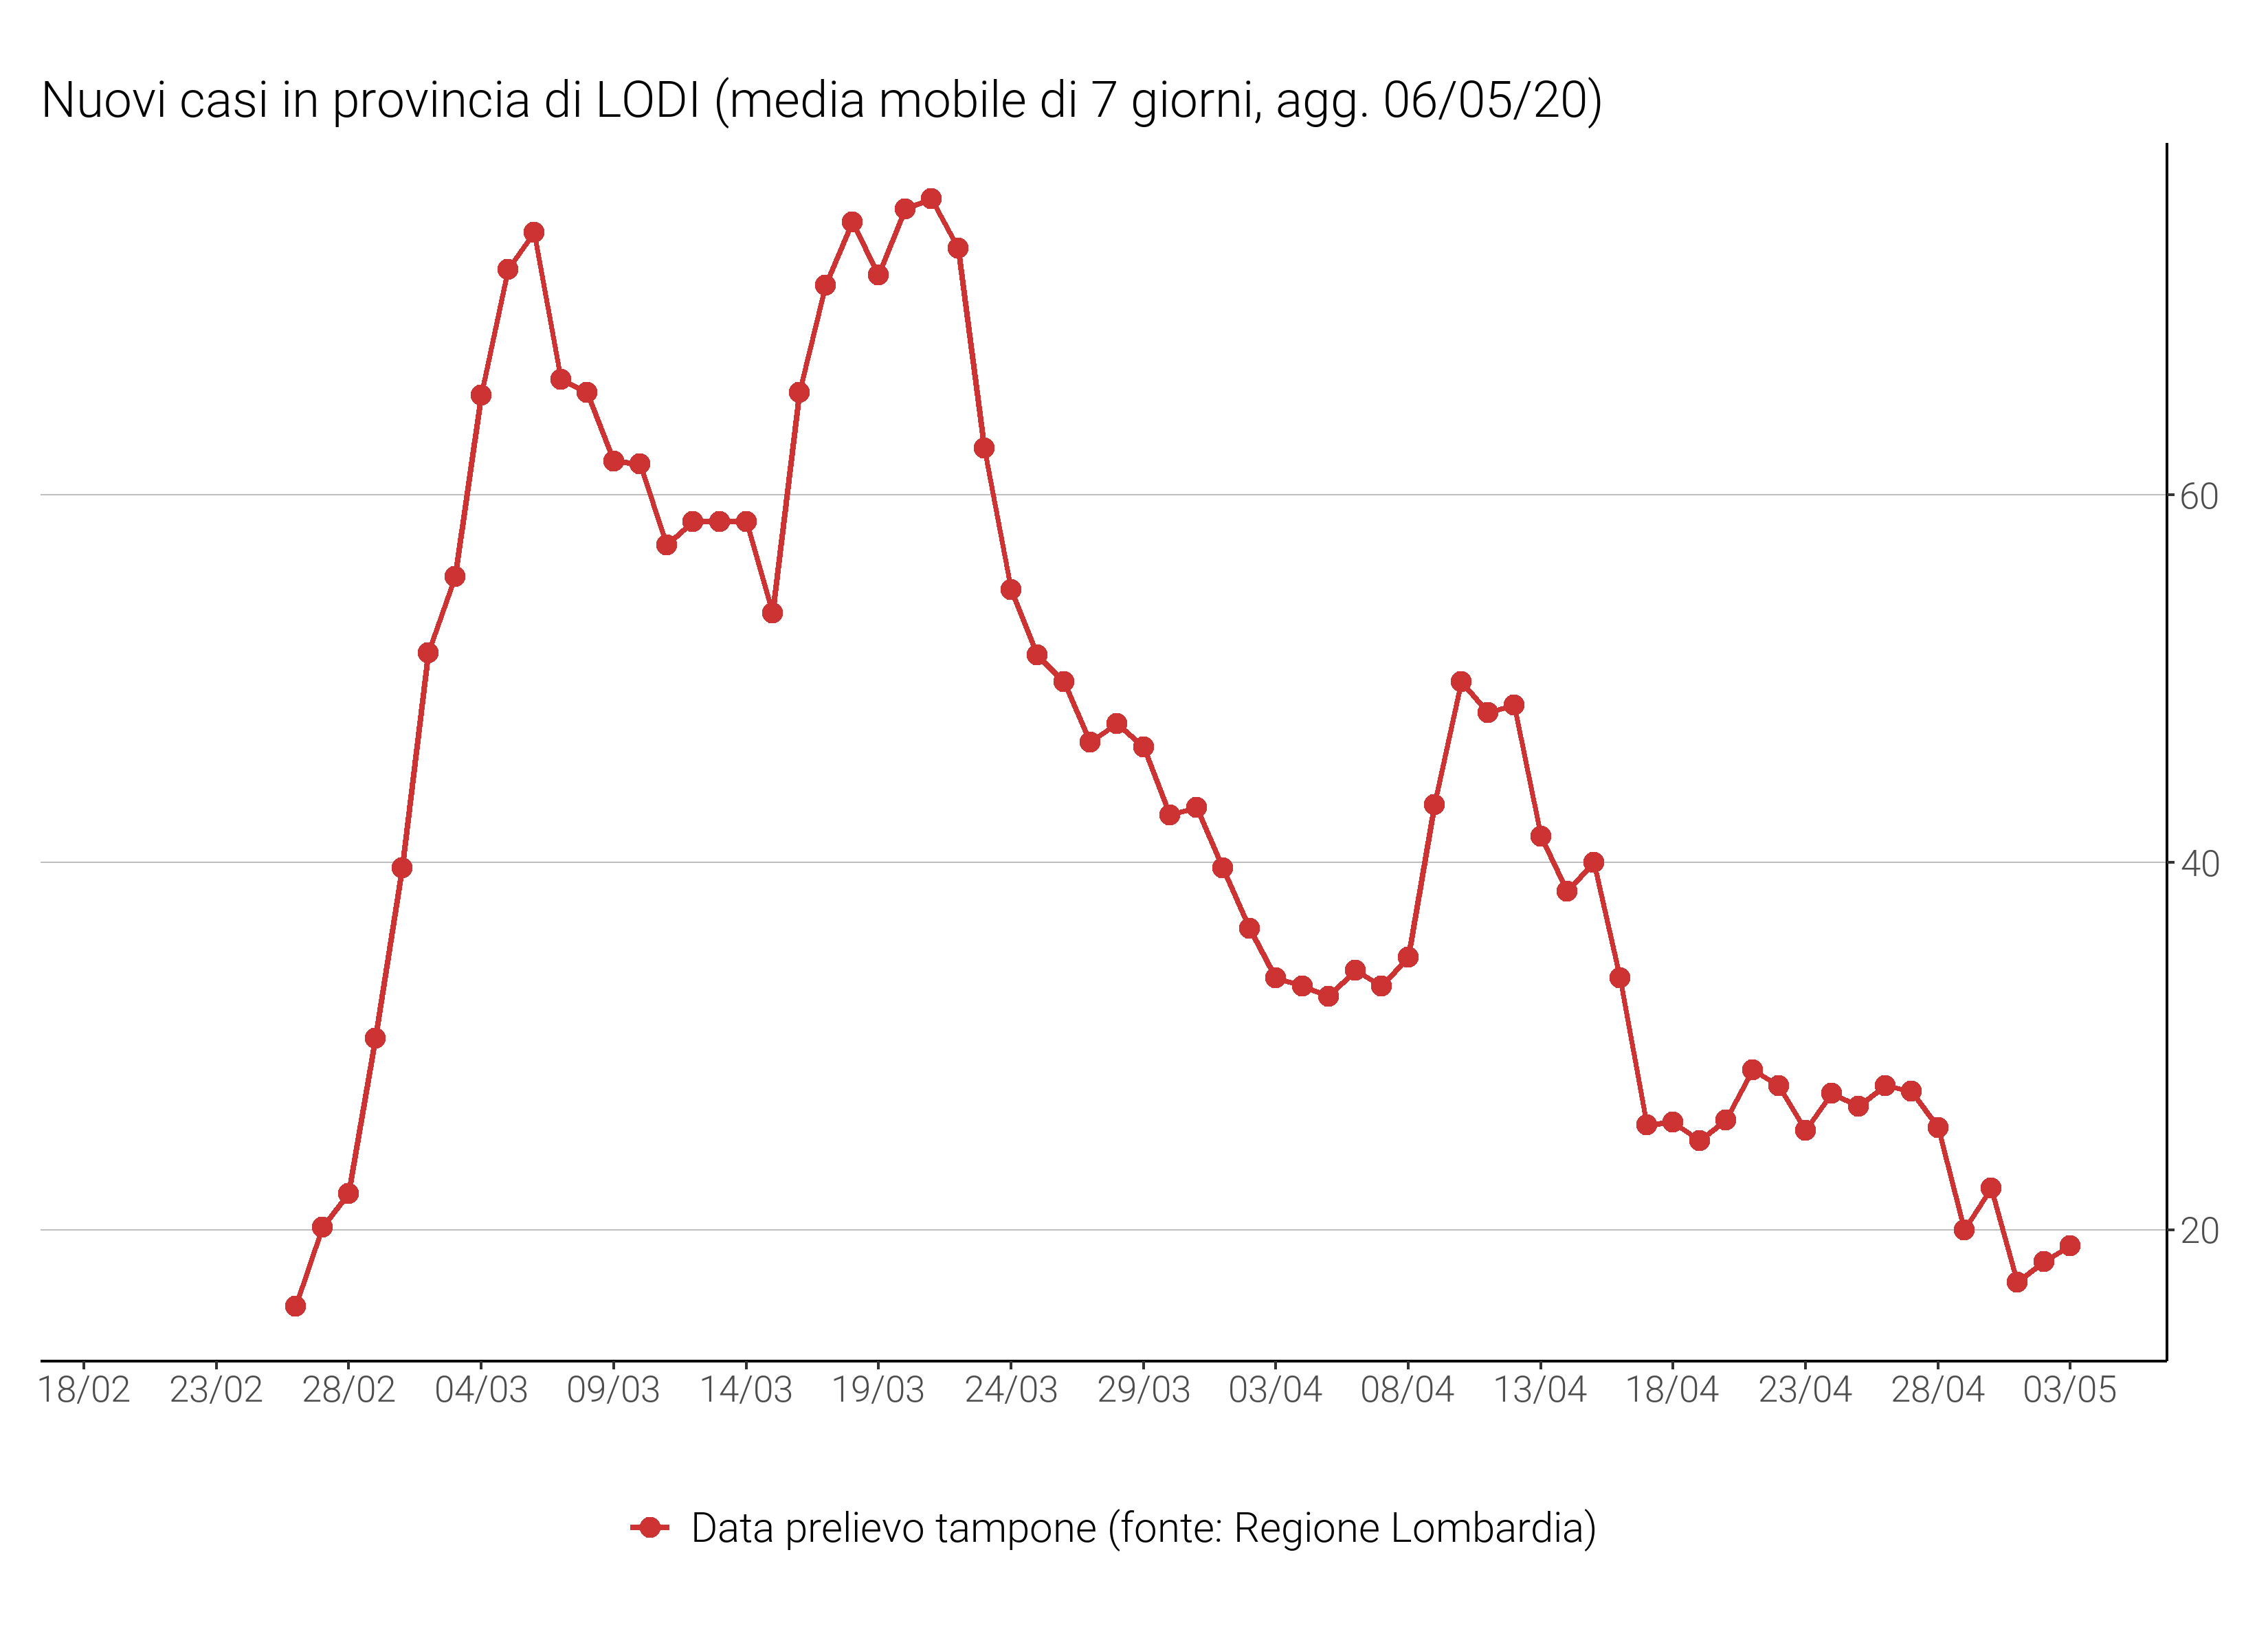 Nuovi casi in provincia di LODI (media mobile di 7 giorni, agg. 06/05/20)
60
40
20
18/02 23/02 28/02 04/03 09/03 14/03 19/03 24/03 29/03 03/04 08/04 13/04 18/04 23/04 28/04 03/05
Data prelievo tampone (fonte: Regione Lombardia)